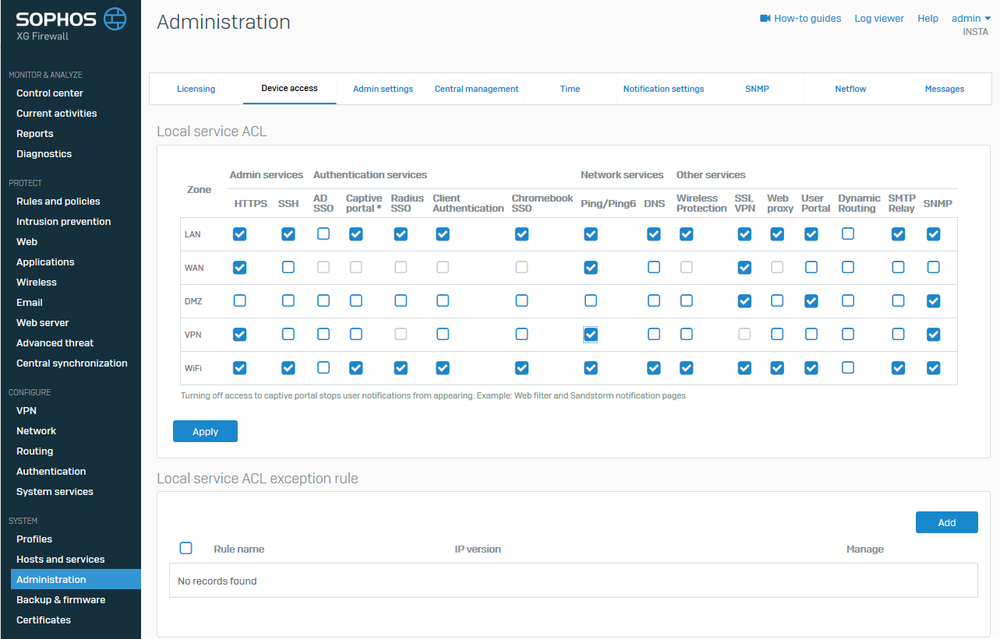 SOPHOS
XG Firewall
MONITOR & ANALYZE
Control center
Current activities
Reports
Diagnostics
PROTECT
Rules and policies
Intrusion prevention
Web
Applications
Wireless
Email
Web server
Advanced threat
Central synchronization
CONFIGURE
VPN
Network
Routing
Authentication
System services
SYSTEM
Profiles
Hosts and services
Administration
Backup & firmware
Certificates
Administration
How-to guides Log viewer Help admin
INSTA
Licensing Device access Admin settings Central management Time Notification settings SNMP Netflow Messages
Local service ACL
Zone
Admin services Authentication services Network services Other services
HTTPS SSH AD SSO Captive portal * Radius SSO Client Authentication Chromebook SSO Ping/Ping6 DNS Wireless Protection SSL VPN Web proxy User Portal Dynamic Routing SMTP Relay SNMP
LAN
WAN
DMZ
VPN
WiFi
Turning off access to captive portal stops user notifications from appearing. Example: Web filter and Sandstorm notification pages
Apply
Local service ACL exception rule
Add
Rule name IP version Manage
No records found